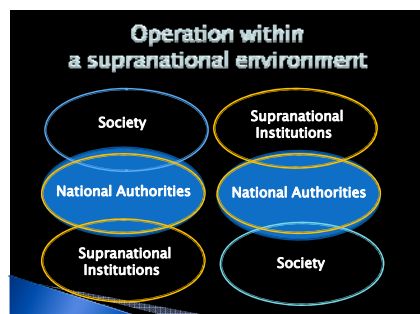 Operation within
a supranational environment
Society
National Authorities
Supranational
Institutions
Supranational
Institutions
National Authorities
Society